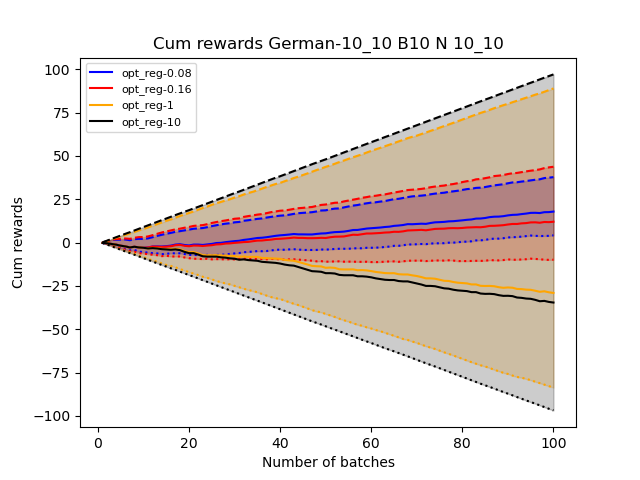 Cum rewards German-10_10 B10 N 10_10
opt_reg-0.08
opt_reg-0.16
opt_reg-1
opt_reg-10
100
75
50
25
0
−25
−50
−75
−100
Cum rewards
0 20 40 60 80 100
Number of batches